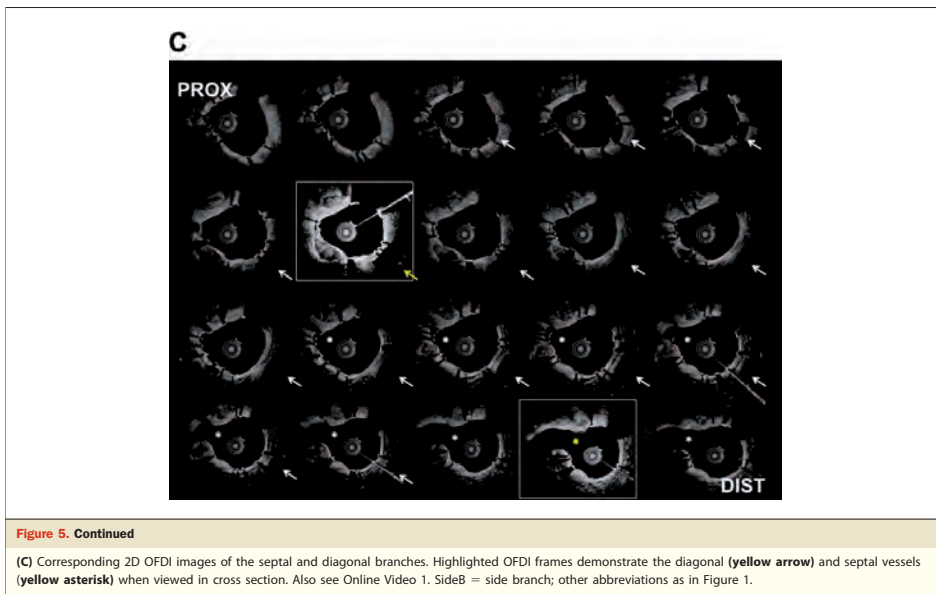 C
PROX
DIST
Figure 5. Continued
(C) Corresponding 2D OFDI images of the septal and diagonal branches. Highlighted OFDI frames demonstrate the diagonal (yellow arrow) and septal vessels
(yellow asterisk) when viewed in cross section. Also see Online Video 1. SideB = side branch; other abbreviations as in Figure 1.